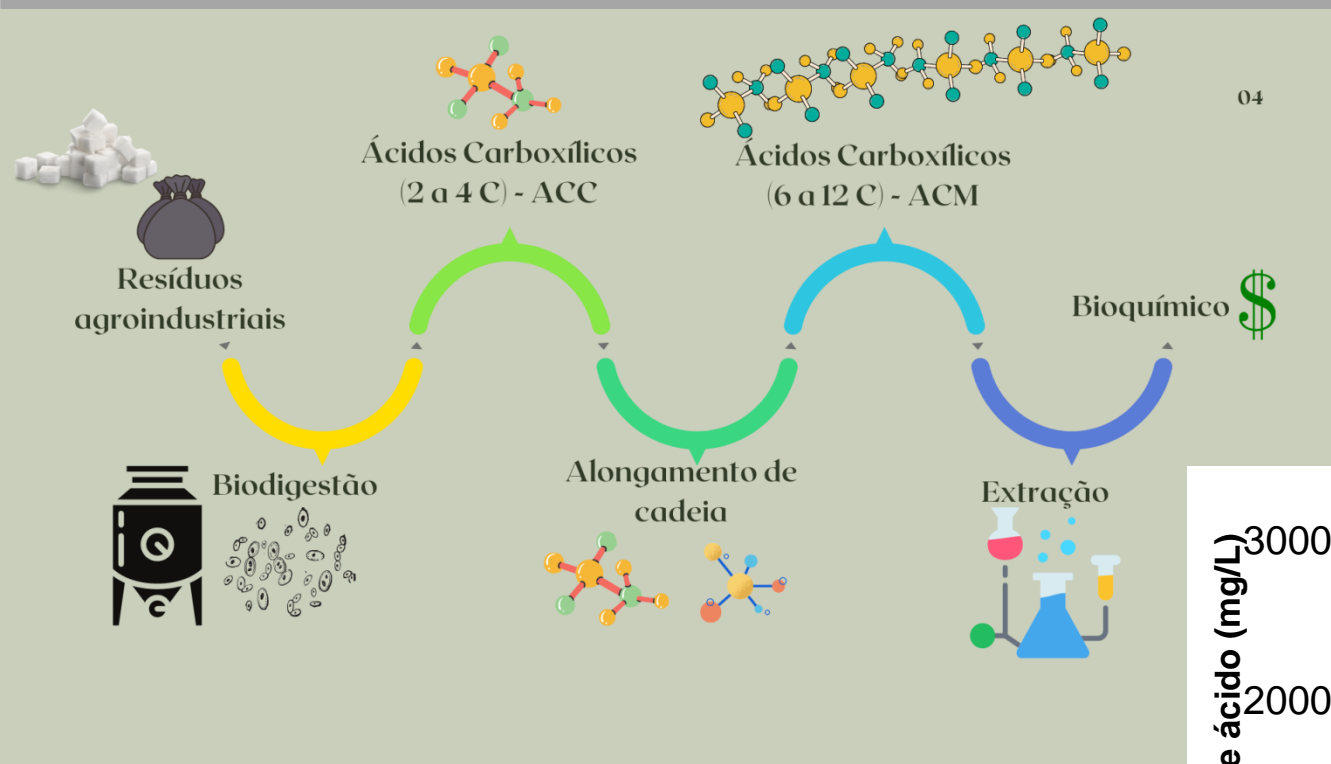 04
Ácidos Carboxílicos
(2 a 4 C) - ACC
Ácidos Carboxílicos
(6 a 12 C) - ACM
Resíduos
agroindustriais
Bioquímico $
Biodigestão
Alongamento de
cadeia
Extração
3000
2000
e ácido (mg/L)